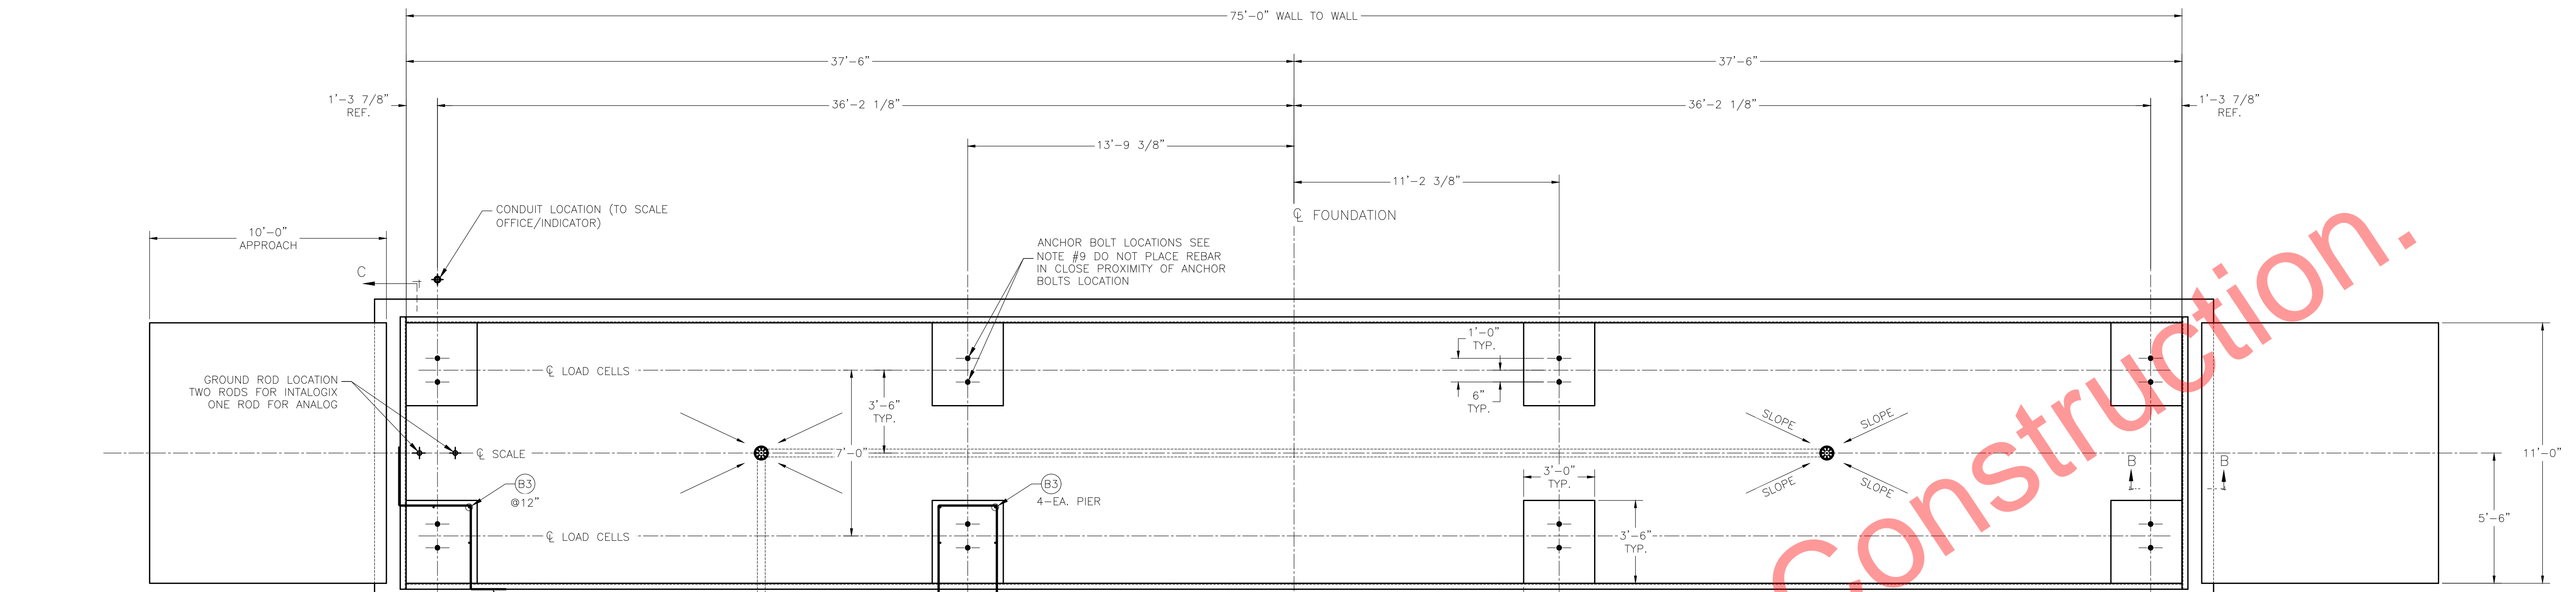 75'-0" WALL TO WALL
37'-6"
37'-6"
1'-3 7/8"
REF.
36'-2 1/8"
36'-2 1/8"
1'-3 7/8"
REF.
13'-9 3/8"
11'-2 3/8"
CONDUIT LOCATION (TO SCALE
OFFICE/INDICATOR)
℄ FOUNDATION
10'-0"
APPROACH
C
ANCHOR BOLT LOCATIONS SEE
NOTE #9 DO NOT PLACE REBAR
IN CLOSE PROXIMITY OF ANCHOR
BOLTS LOCATION
1'-0"
TYP.
℄ LOAD CELLS
GROUND ROD LOCATION
TWO RODS FOR INTALOGIX
ONE ROD FOR ANALOG
3'-6"
TYP.
6"
TYP.
SLOPE
SLOPE
℄ SCALE
7'-0"
11'-0"
B
B
3'-0"
TYP.
SLOPE
SLOPE
B3
@12"
B3
4-EA. PIER
5'-6"
℄ LOAD CELLS
3'-6"
TYP.
Construction.